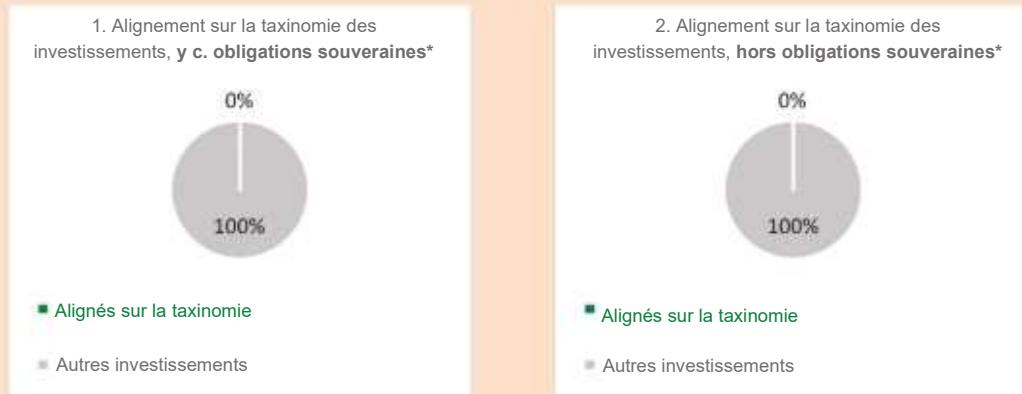 1. Alignement sur la taxinomie des
investissements, y c. obligations souveraines*
0%
100%
Alignés sur la taxinomie
Autres investissements
2. Alignement sur la taxinomie des
investissements, hors obligations souveraines*
0%
100%
Alignés sur la taxinomie
Autres investissements